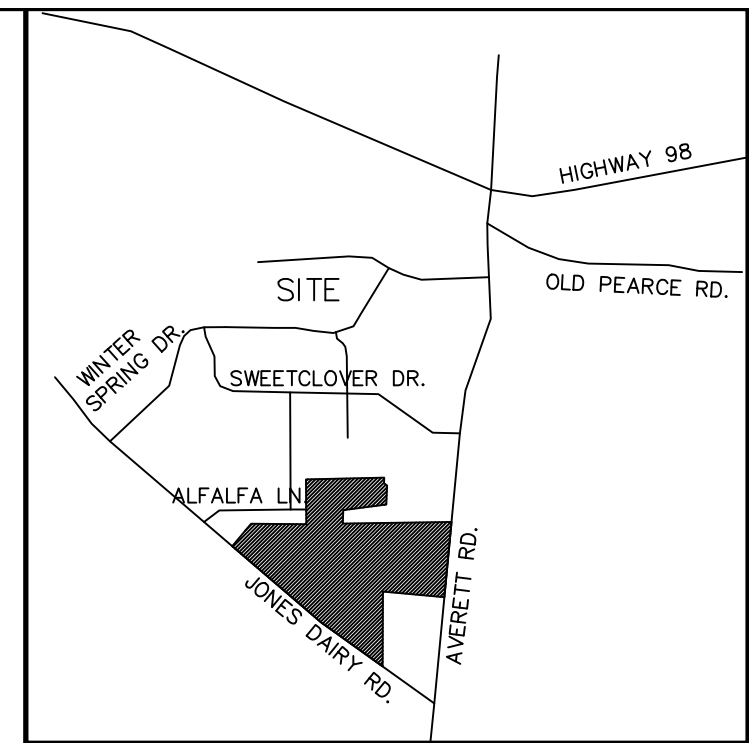 HIGHWAY 98
OLD PEARCE RD.
SITE
WINTER
SPRING DR.
SWEETCLOVER DR.
ALFALFA LN.
JONES DAIRY RD.
AVERETT RD.